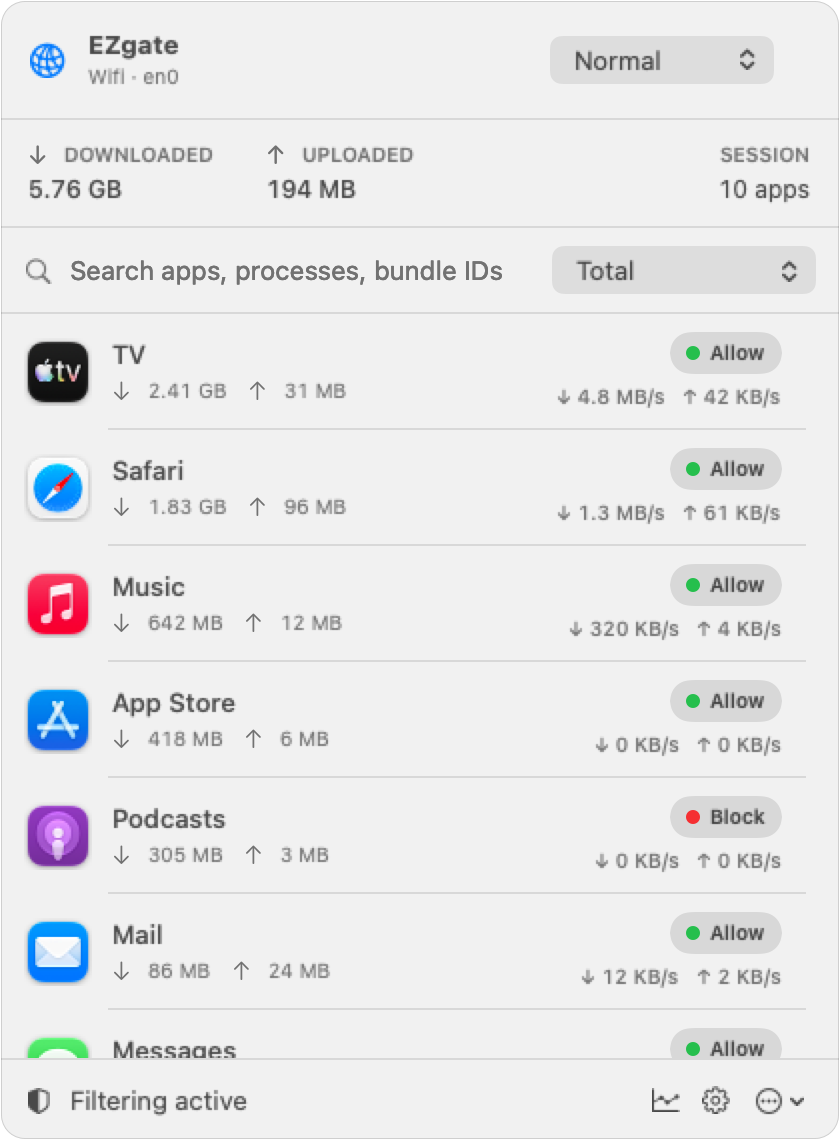 EZgate
Wifi · en0
Normal
DOWNLOADED
5.76 GB
UPLOADED
194 MB
SESSION
10 apps
Search apps, processes, bundle IDs
Total
tv
TV
2.41 GB 31 MB
Allow
4.8 MB/s 42 KB/s
Safari
1.83 GB 96 MB
Allow
1.3 MB/s 61 KB/s
Music
642 MB 12 MB
Allow
320 KB/s 4 KB/s
App Store
418 MB 6 MB
Allow
0 KB/s 0 KB/s
Podcasts
305 MB 3 MB
Block
0 KB/s 0 KB/s
Mail
86 MB 24 MB
Allow
12 KB/s 2 KB/s
Messages
Allow
Filtering active